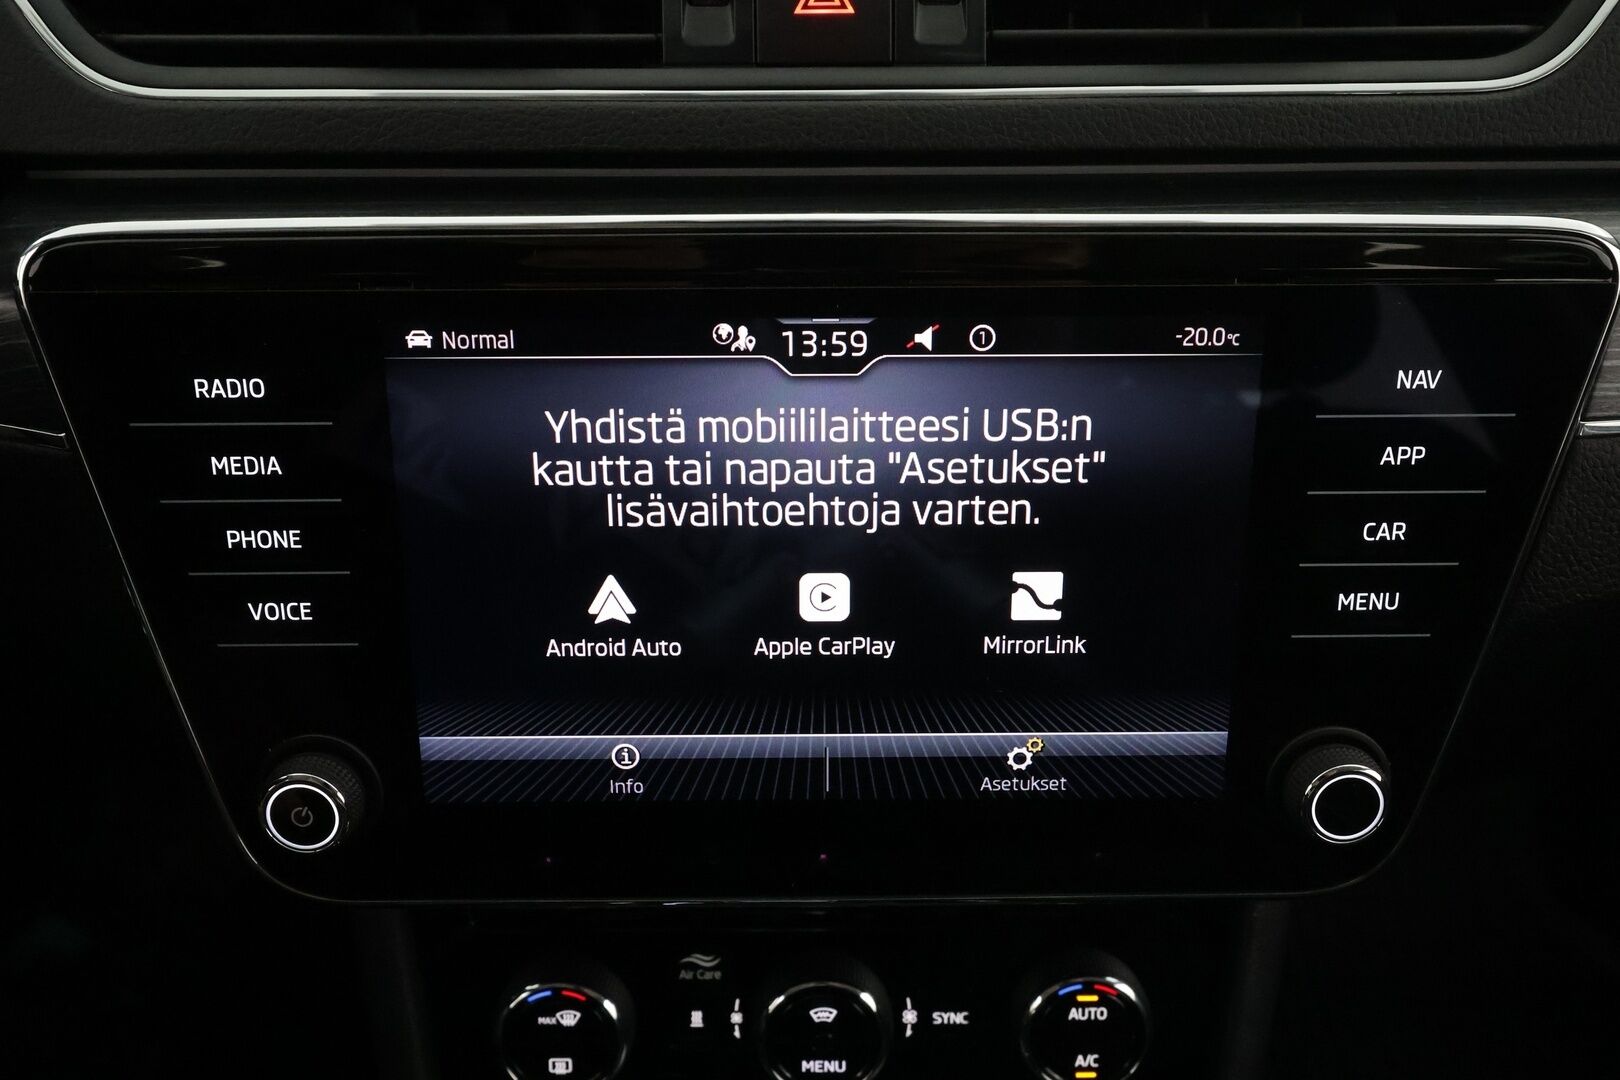 Normal
13:59
1
-20.0°C
RADIO
MEDIA
PHONE
VOICE
Yhdistä mobiililaitteesi USB:n
kautta tai napauta "Asetukset"
lisävaihtoehtoja varten.
Android Auto
Apple CarPlay
MirrorLink
Info
Asetukset
NAV
APP
CAR
MENU
Air Care
MAX
MENU
SYNC
AUTO
A/C